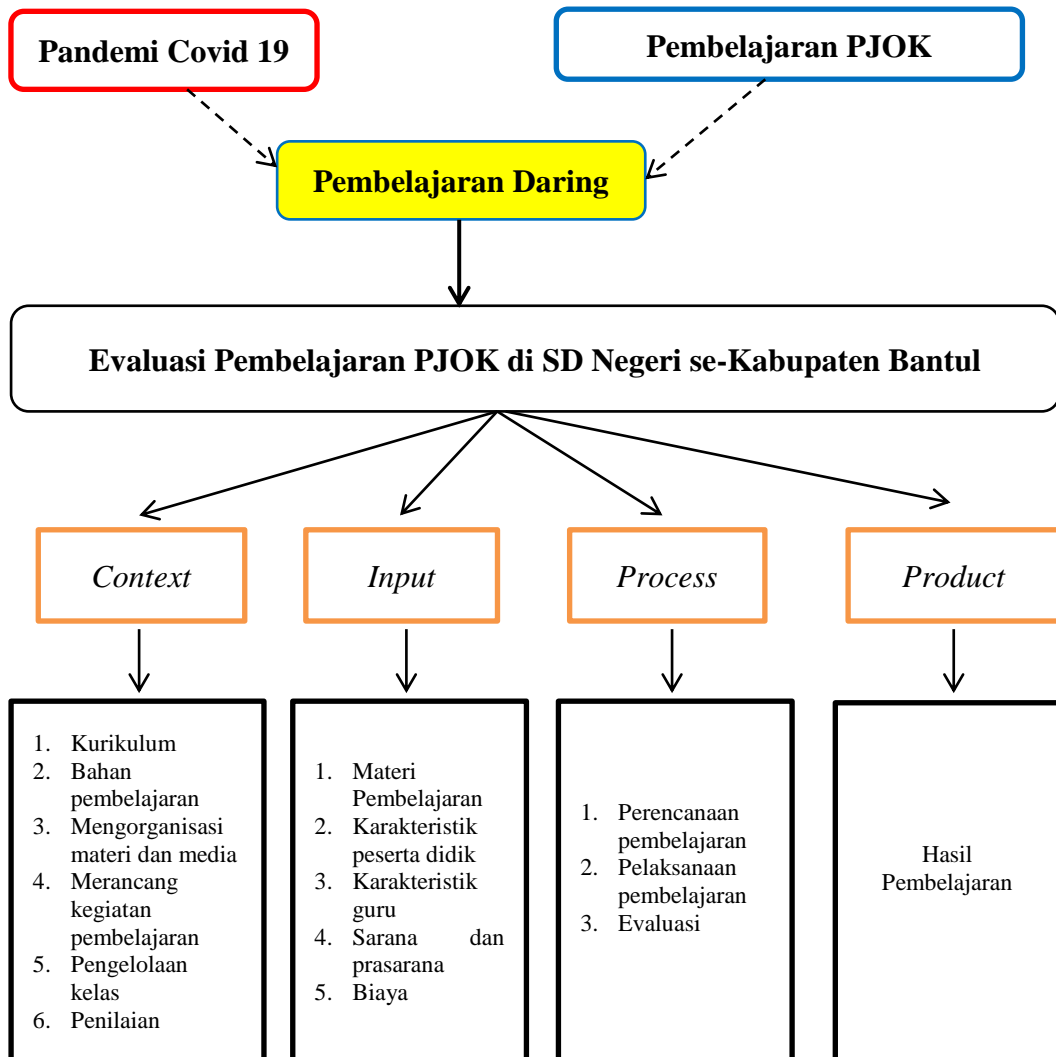 Pandemi Covid 19
Pembelajaran PJOK
Pembelajaran Daring
Evaluasi Pembelajaran PJOK di SD Negeri se-Kabupaten Bantul
Context
Input
Process
Product
1. Kurikulum
2. Bahan
pembelajaran
3. Mengorganisasi
materi dan media
4. Merancang
kegiatan
pembelajaran
5. Pengelolaan
kelas
6. Penilaian
1. Materi
Pembelajaran
2. Karakteristik
peserta didik
3. Karakteristik
guru
4. Sarana dan
prasarana
5. Biaya
1. Perencanaan
pembelajaran
2. Pelaksanaan
pembelajaran
3. Evaluasi
Hasil
Pembelajaran